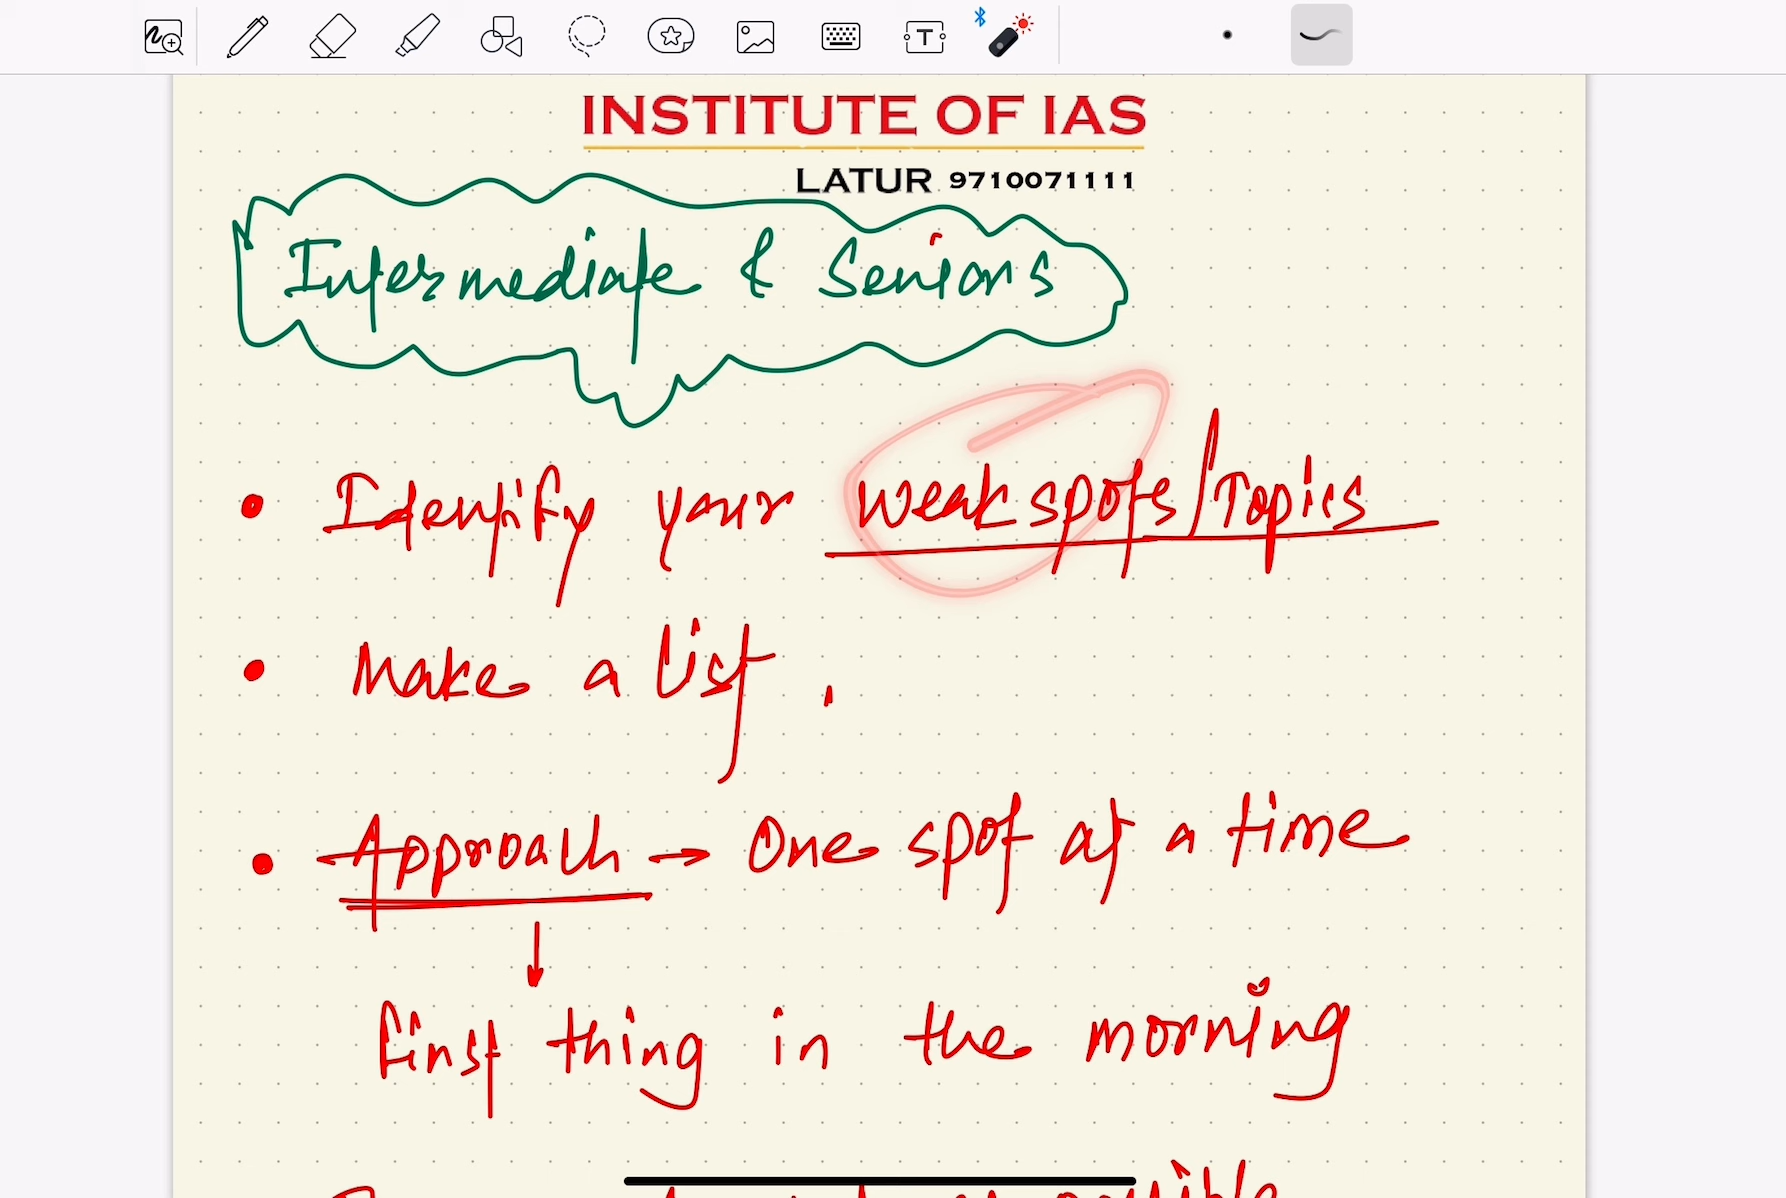 INSTITUTE OF IAS
LATUR 9710071111
Intermediate & Seniors
• Identify your weak spots/Topics
• Make a list.
• Approach → One spot at a time
↓
first thing in the morning